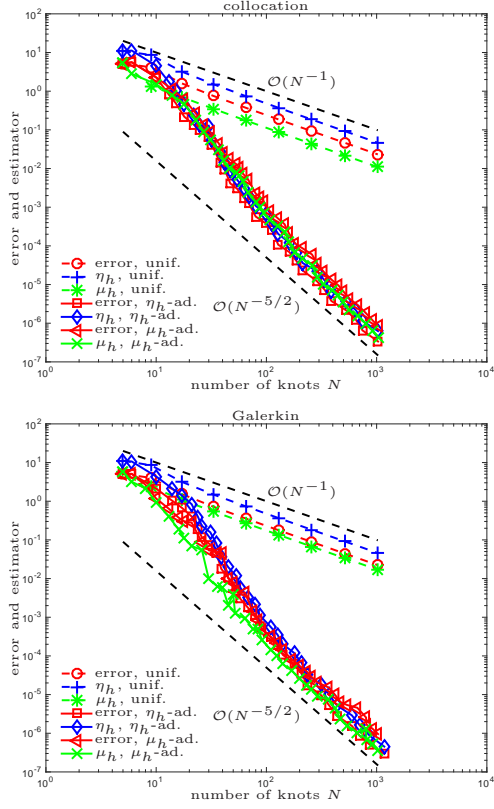 collocation
10^2
10^1
10^0
10^-1
10^-2
10^-3
10^-4
10^-5
10^-6
10^-7
error and estimator
O(N^-1)
O(N^-5/2)
error, unif.
η_h, unif.
μ_h, unif.
error, η_h-ad.
η_h, η_h-ad.
error, μ_h-ad.
μ_h, μ_h-ad.
10^0 10^1 10^2 10^3 10^4
number of knots N
Galerkin
10^2
10^1
10^0
10^-1
10^-2
10^-3
10^-4
10^-5
10^-6
10^-7
error and estimator
O(N^-1)
O(N^-5/2)
error, unif.
η_h, unif.
μ_h, unif.
error, η_h-ad.
η_h, η_h-ad.
error, μ_h-ad.
μ_h, μ_h-ad.
10^0 10^1 10^2 10^3 10^4
number of knots N